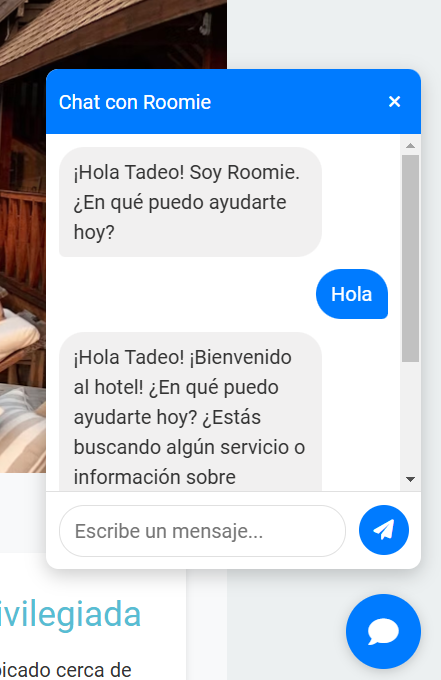 Chat con Roomie
×
¡Hola Tadeo! Soy Roomie.
¿En qué puedo ayudarte
hoy?
Hola
¡Hola Tadeo! ¡Bienvenido
al hotel! ¿En qué puedo
ayudarte hoy? ¿Estás
buscando algún servicio o
información sobre
Escribe un mensaje...
ivilegiada
bicado cerca de